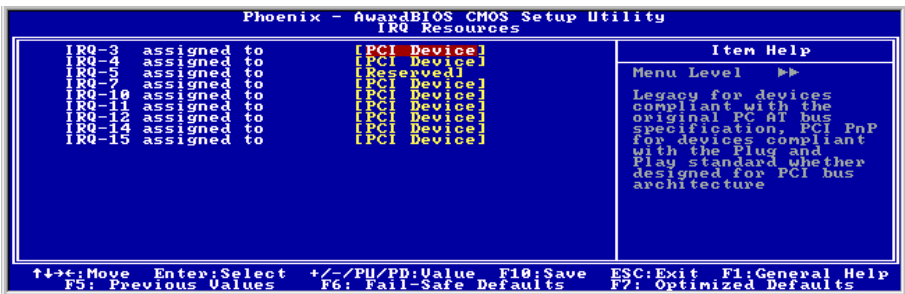 Phoenix - AwardBIOS CMOS Setup Utility
IRQ Resources
IRQ-3 assigned to [PCI Device]
IRQ-4 assigned to [PCI Device]
IRQ-5 assigned to [Reserved]
IRQ-7 assigned to [PCI Device]
IRQ-10 assigned to [PCI Device]
IRQ-11 assigned to [PCI Device]
IRQ-12 assigned to [PCI Device]
IRQ-14 assigned to [PCI Device]
IRQ-15 assigned to [PCI Device]
Item Help
Menu Level ▸▸
Legacy for devices
compliant with the
original PC AT bus
specification, PCI PnP
for devices compliant
with the Plug and
Play standard whether
designed for PCI bus
architecture
↑↓→←:Move Enter:Select +/-/PU/PD:Value F10:Save ESC:Exit F1:General Help
F5: Previous Values F6: Fail-Safe Defaults F7: Optimized Defaults